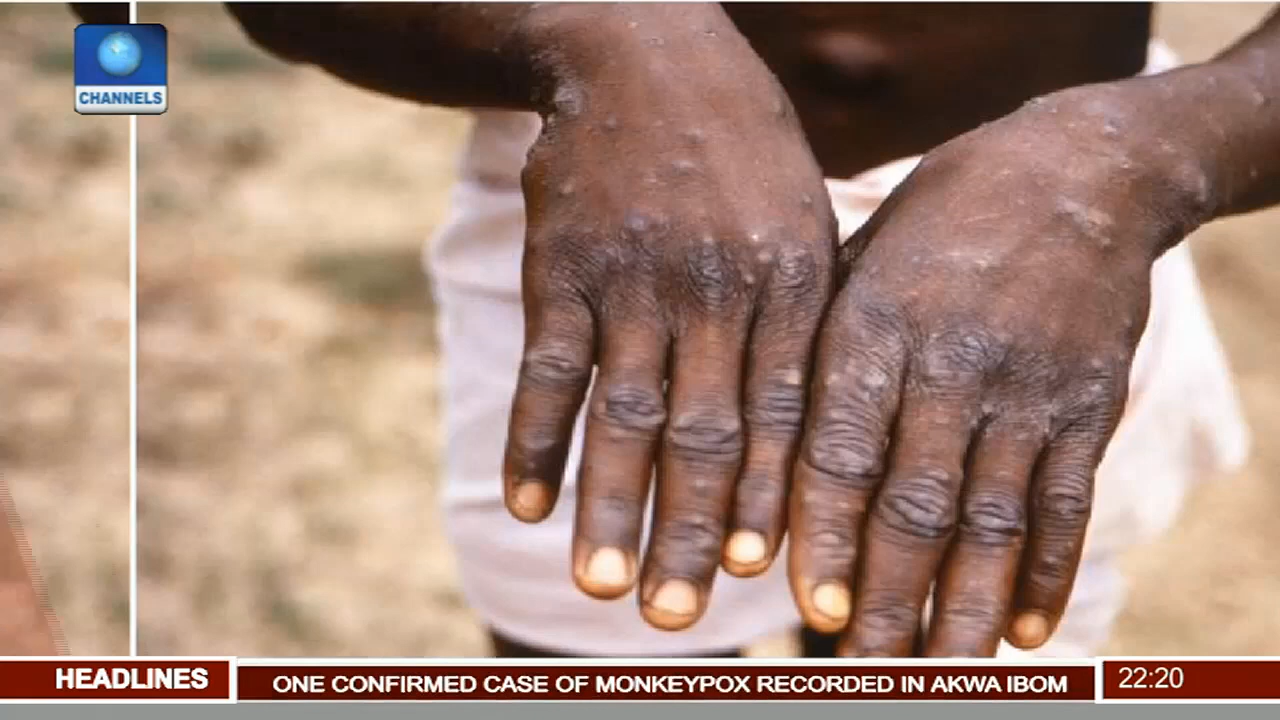 CHANNELS
HEADLINES
ONE CONFIRMED CASE OF MONKEYPOX RECORDED IN AKWA IBOM
22:20